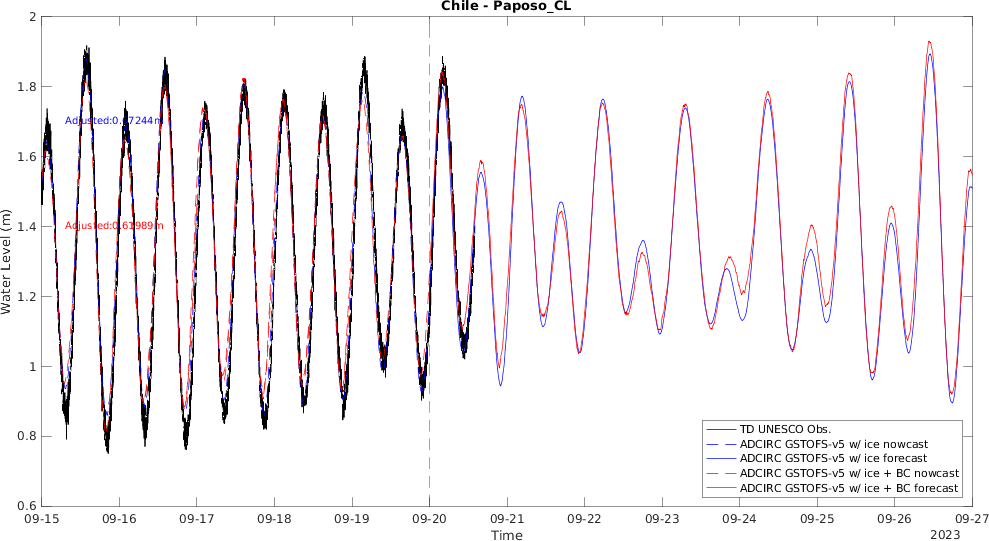 Chile - Paposo_CL
Water Level (m)
2
1.8
1.6
1.4
1.2
1
0.8
0.6
Adjusted:0.67244m
Adjusted:0.61989m
TD UNESCO Obs.
ADCIRC GSTOFS-v5 w/ ice nowcast
ADCIRC GSTOFS-v5 w/ ice forecast
ADCIRC GSTOFS-v5 w/ ice + BC nowcast
ADCIRC GSTOFS-v5 w/ ice + BC forecast
09-15 09-16 09-17 09-18 09-19 09-20 09-21 09-22 09-23 09-24 09-25 09-26 09-27
Time
2023